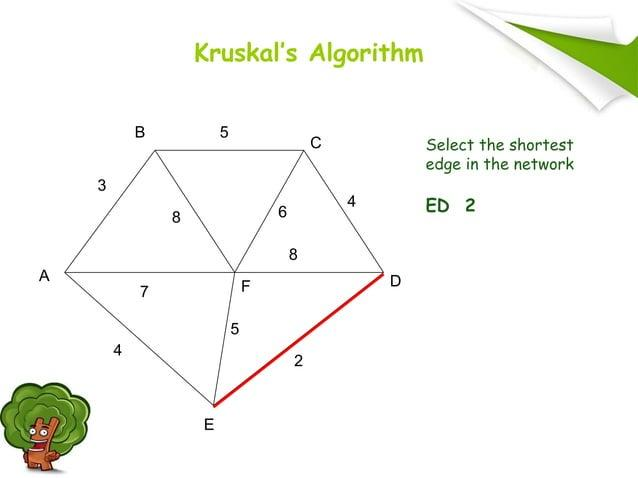 Kruskal's Algorithm
B 5 C
Select the shortest
edge in the network
3
4
ED 2
8 6
8
A
D
7 F
5
4
2
E